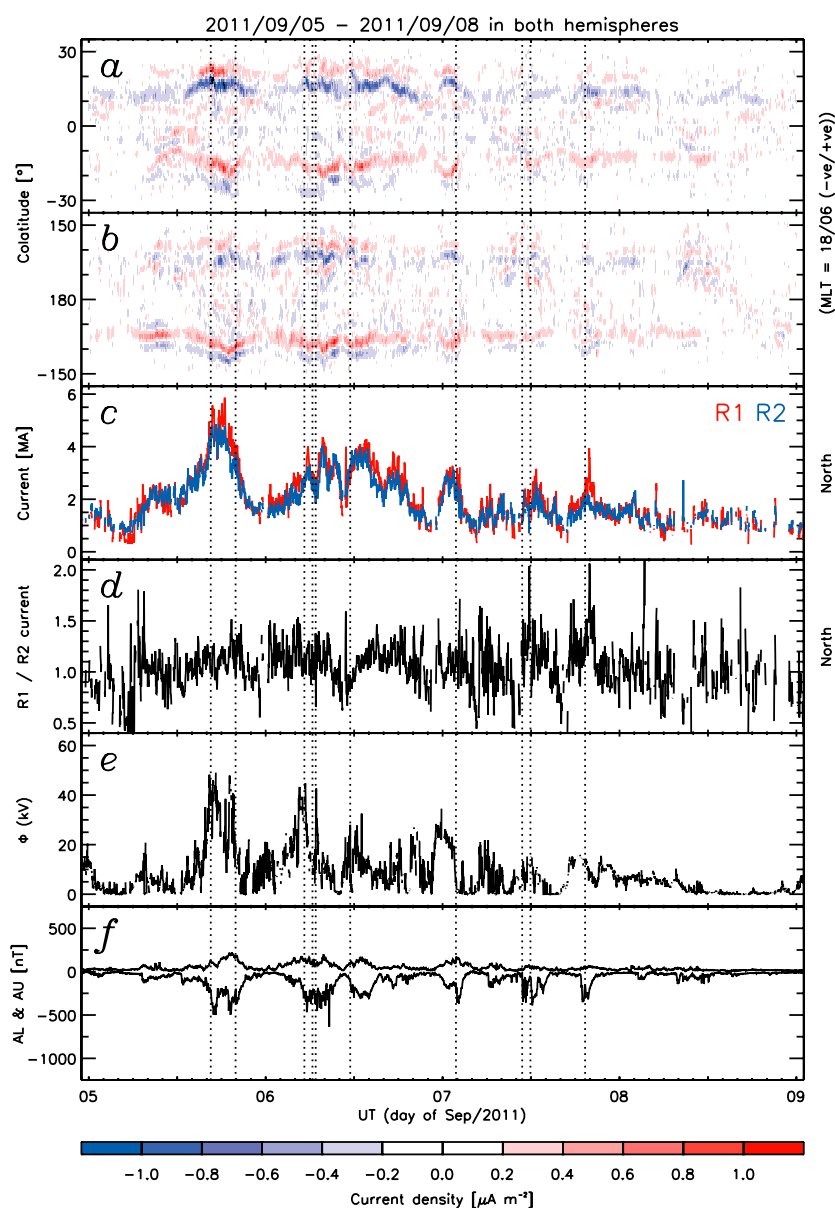 2011/09/05 – 2011/09/08 in both hemispheres
a
30
15
0
-30
Colatitude [°]
(MLT = 18/06 (-ve/+ve))
b
150
180
-150
c
R1 R2
6
4
2
0
Current [MA]
North
d
2.0
1.5
1.0
0.5
R1 / R2 current
North
e
60
40
20
0
Φ (kV)
f
500
0
-500
-1000
AL & AU [nT]
05 06 07 08 09
UT (day of Sep/2011)
-1.0 -0.8 -0.6 -0.4 -0.2 0.0 0.2 0.4 0.6 0.8 1.0
Current density [μA m⁻²]